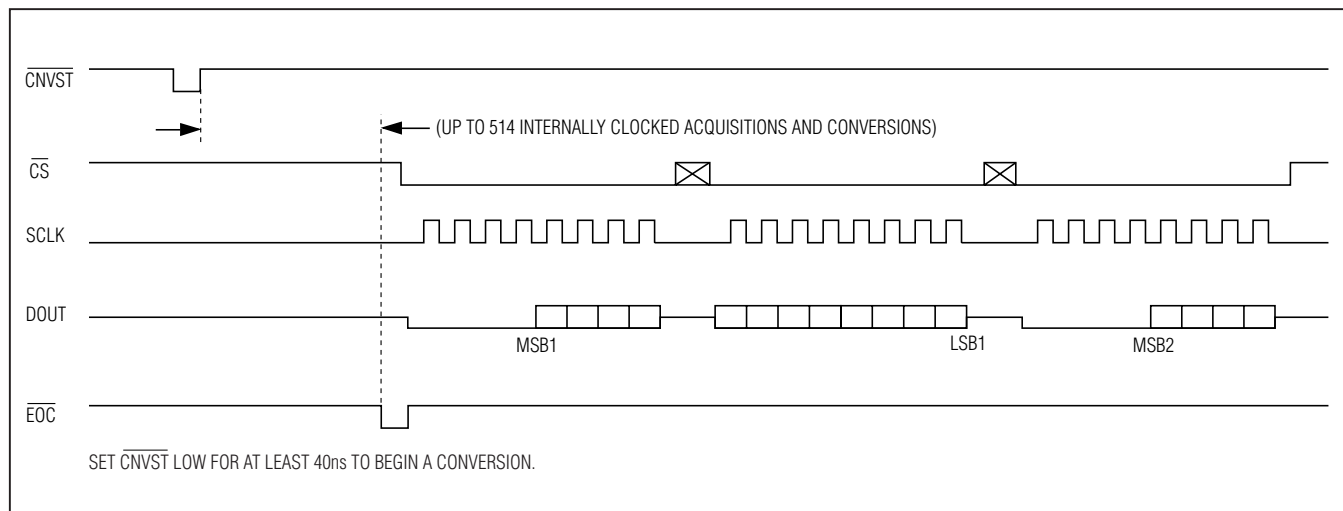 CNVST
(UP TO 514 INTERNALLY CLOCKED ACQUISITIONS AND CONVERSIONS)
CS
SCLK
DOUT
MSB1
LSB1
MSB2
EOC
SET CNVST LOW FOR AT LEAST 40ns TO BEGIN A CONVERSION.